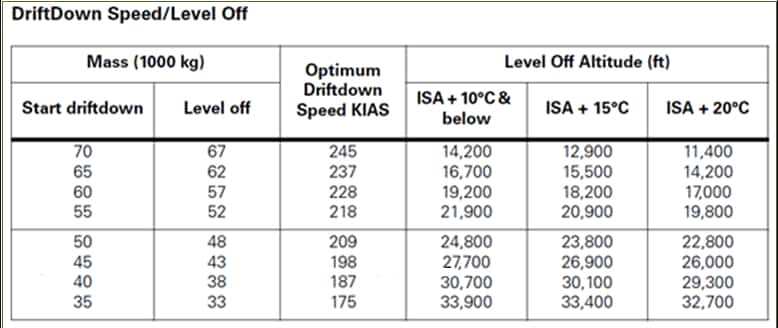 DriftDown Speed/Level Off
Mass (1000 kg) Optimum Driftdown Speed KIAS Level Off Altitude (ft)
Start driftdown Level off ISA + 10°C & below ISA + 15°C ISA + 20°C
70 67 245 14,200 12,900 11,400
65 62 237 16,700 15,500 14,200
60 57 228 19,200 18,200 17,000
55 52 218 21,900 20,900 19,800
50 48 209 24,800 23,800 22,800
45 43 198 27,700 26,900 26,000
40 38 187 30,700 30,100 29,300
35 33 175 33,900 33,400 32,700